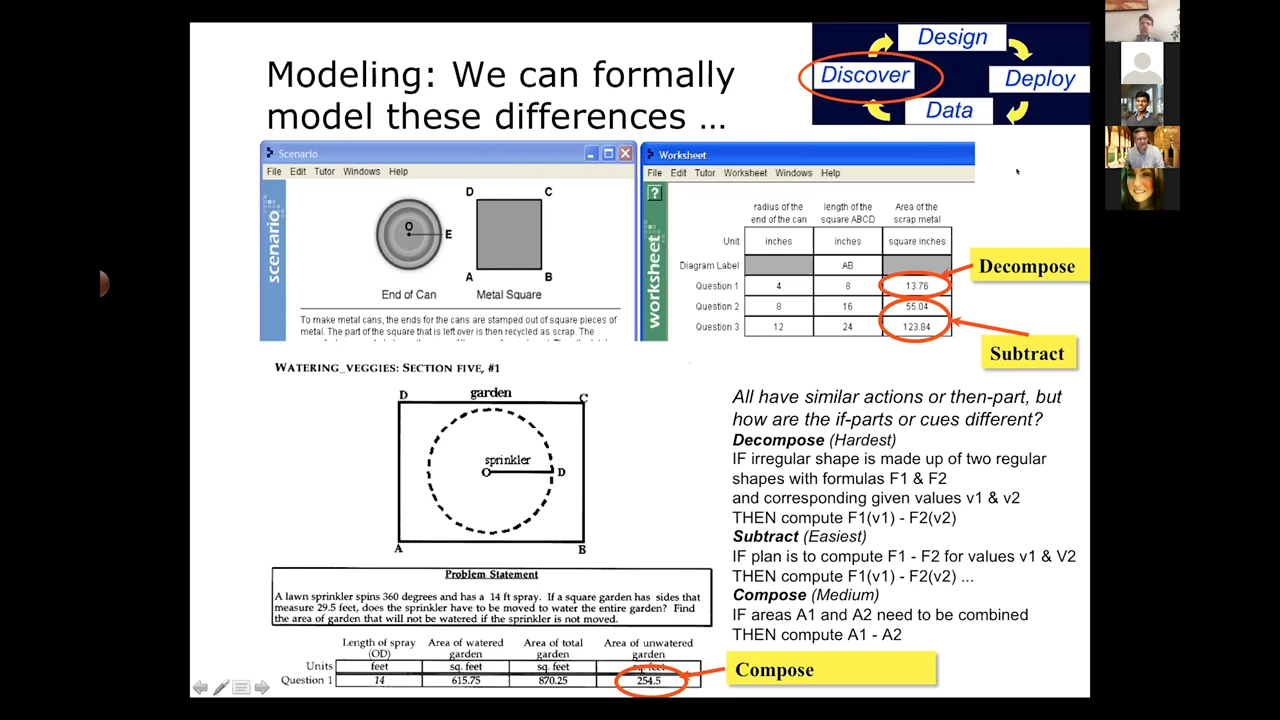 Modeling: We can formally
model these differences …
Design
Discover
Deploy
Data
Scenario
File Edit Tutor Windows Help
scenario
D C
O E
A B
End of Can Metal Square
To make metal cans, the ends for the cans are stamped out of square pieces of
metal. The part of the square that is left over is then recycled as scrap. The
Worksheet
File Edit Tutor Worksheet Windows Help
?
worksheet
radius of the length of the Area of the
end of the can square ABCD scrap metal
Unit inches inches square inches
Diagram Label AB
Question 1 4 8 13.76
Question 2 8 16 55.04
Question 3 12 24 123.84
Decompose
Subtract
WATERING_VEGGIES: SECTION FIVE, #1
D garden C
sprinkler
O D
A B
Problem Statement
A lawn sprinkler spins 360 degrees and has a 14 ft spray. If a square garden has sides that
measure 29.5 feet, does the sprinkler have to be moved to water the entire garden? Find
the area of garden that will not be watered if the sprinkler is not moved.
Length of spray Area of watered Area of total Area of unwatered
(OD) garden garden garden
Units feet sq. feet sq. feet sq. feet
Question 1 14 615.75 870.25 254.5
All have similar actions or then-part, but
how are the if-parts or cues different?
Decompose (Hardest)
IF irregular shape is made up of two regular
shapes with formulas F1 & F2
and corresponding given values v1 & v2
THEN compute F1(v1) - F2(v2)
Subtract (Easiest)
IF plan is to compute F1 - F2 for values v1 & V2
THEN compute F1(v1) - F2(v2) ...
Compose (Medium)
IF areas A1 and A2 need to be combined
THEN compute A1 - A2
Compose